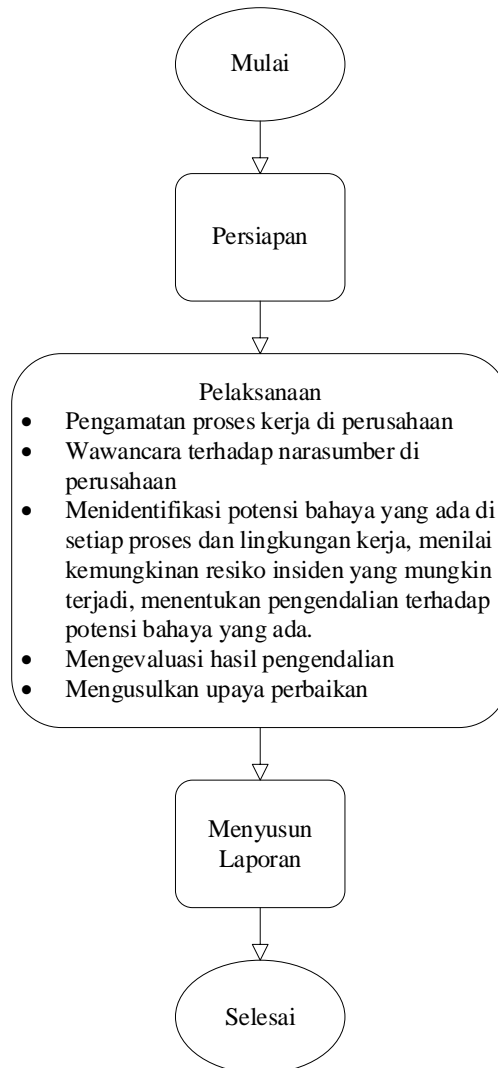 Mulai
Persiapan
Pelaksanaan
• Pengamatan proses kerja di perusahaan
• Wawancara terhadap narasumber di
perusahaan
• Menidentifikasi potensi bahaya yang ada di
setiap proses dan lingkungan kerja, menilai
kemungkinan resiko insiden yang mungkin
terjadi, menentukan pengendalian terhadap
potensi bahaya yang ada.
• Mengevaluasi hasil pengendalian
• Mengusulkan upaya perbaikan
Menyusun
Laporan
Selesai